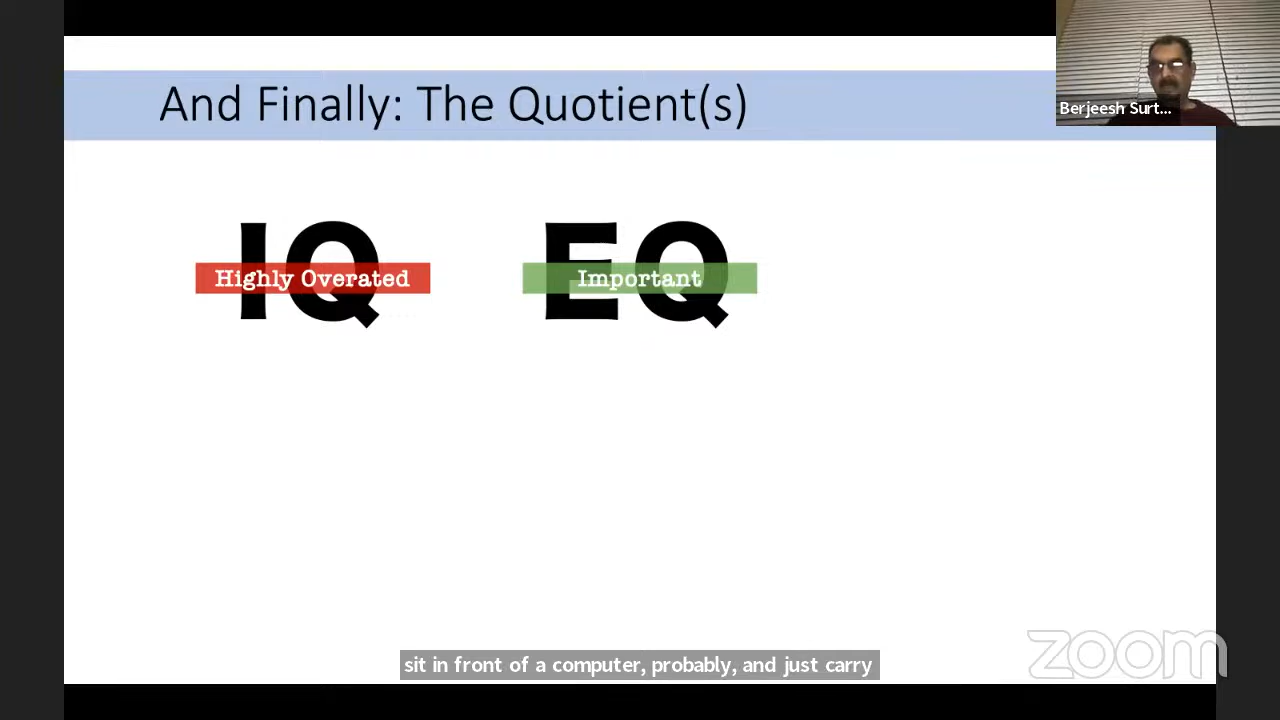 And Finally: The Quotient(s)
Berjeesh Surt...
IQ
Highly Overated
EQ
Important
sit in front of a computer, probably, and just carry
zoom